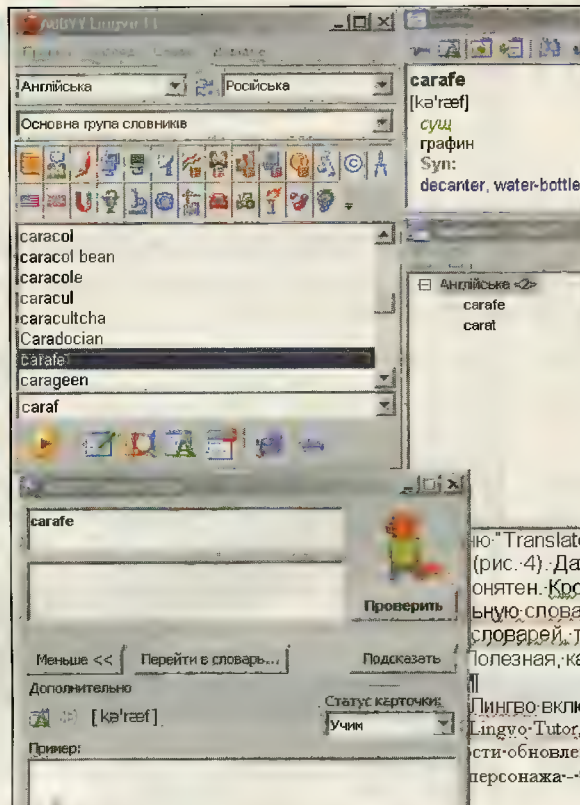 ABBYY Lingvo 11
Англійська
Російська
Основна група словників
caracol
caracol bean
caracole
caracul
caracultcha
Caradocian
carafe
carageen
caraf
carafe
[kə'ræf]
сущ
графин
Syn:
decanter, water-bottle
Англійська <2>
carafe
carat
carafe
Проверить
Меньше <<
Перейти в словарь...
Подсказать
Дополнительно
[kə'ræf]
Статус карточки:
Учим
Пример:
ню·"Translate
(рис.·4).·Да
онятен.·Кро
ьную·слова
словарей,·т
Полезная,·ка
¶
Лингво·вклю
Lingvo·Tutor,
сти·обновле
персонажа·-·